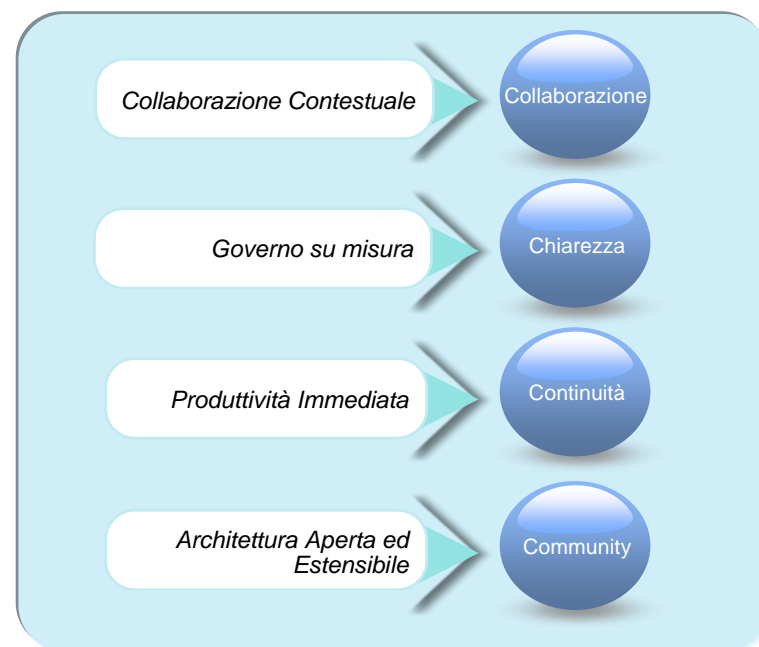 Collaborazione Contestuale
Collaborazione
Governo su misura
Chiarezza
Produttività Immediata
Continuità
Architettura Aperta ed
Estensibile
Community